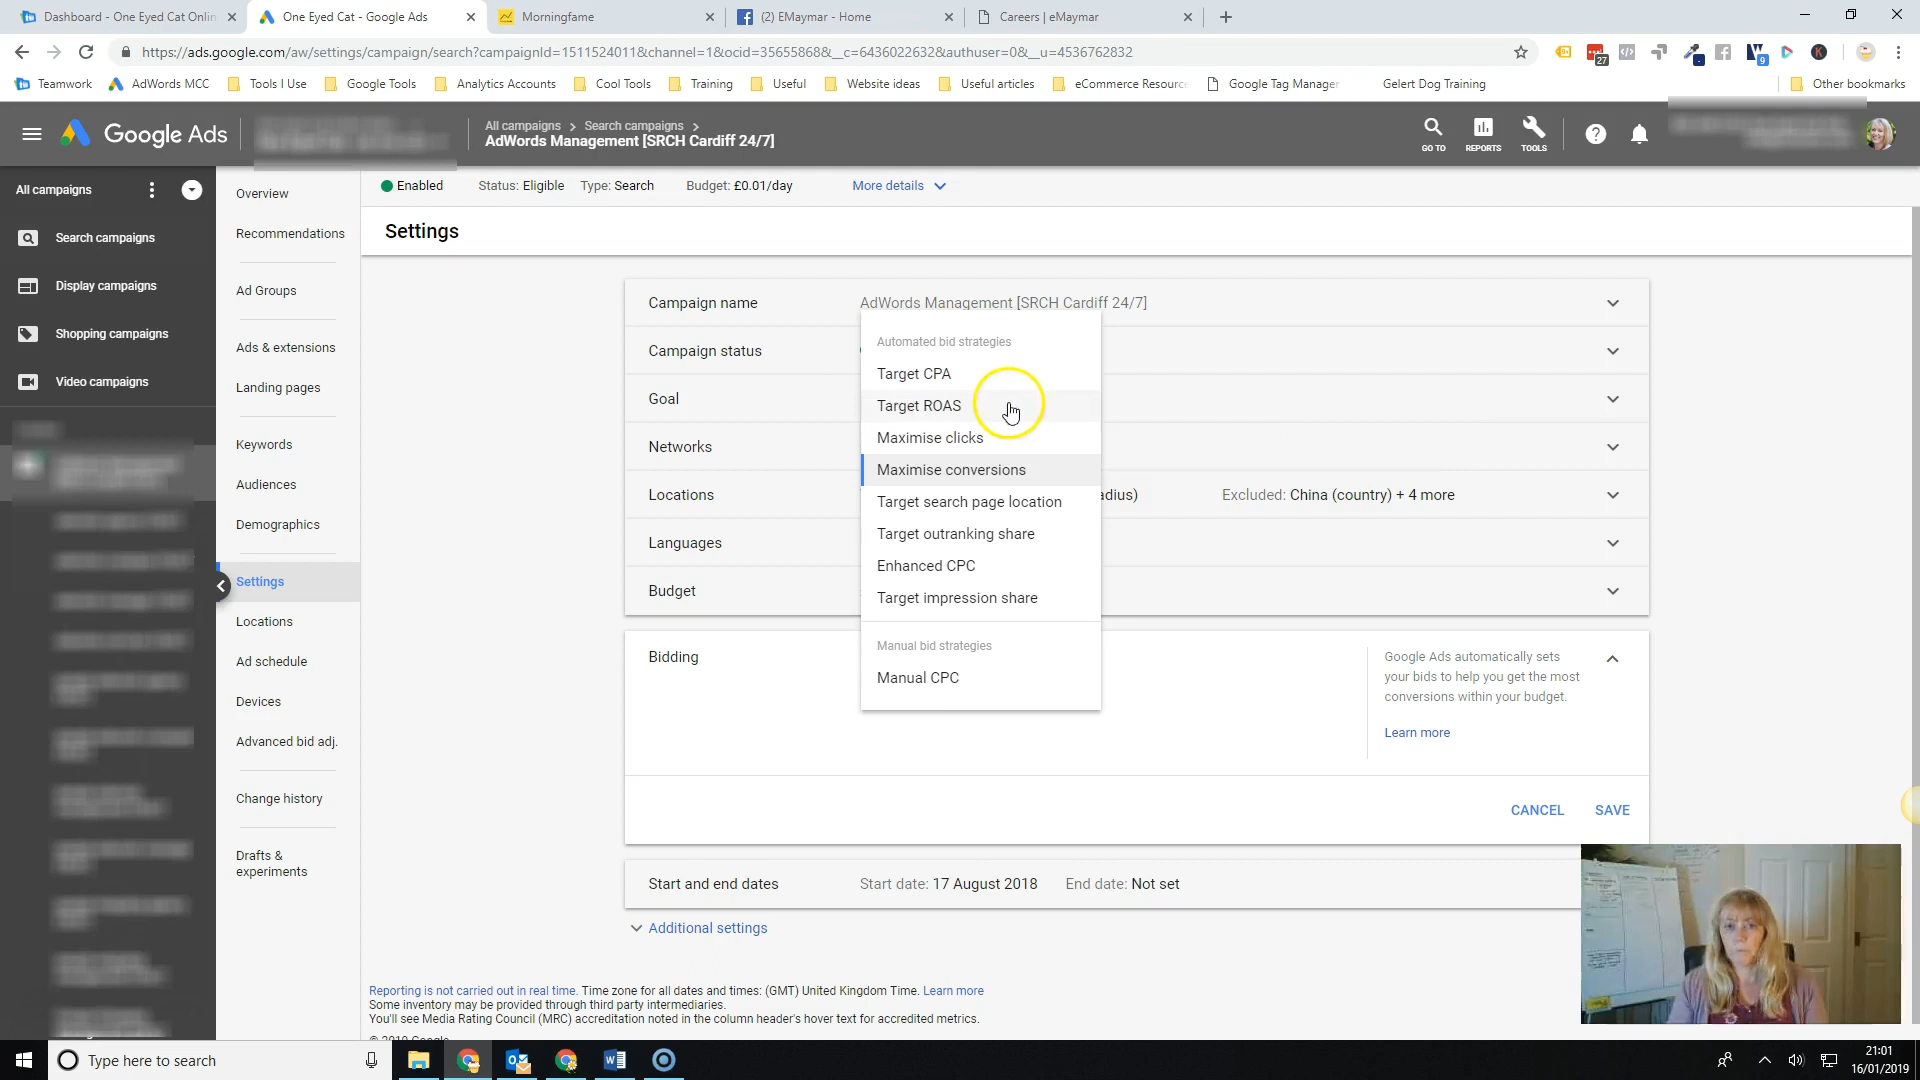 Dashboard - One Eyed Cat Onlin
One Eyed Cat - Google Ads
Morningfame
(2) EMaymar - Home
Careers | eMaymar
https://ads.google.com/aw/settings/campaign/search?campaignId=1511524011&channel=1&ocid=356558688&__c=6436022632&authuser=0&__u=4536762832
27
9
Teamwork
AdWords MCC
Tools I Use
Google Tools
Analytics Accounts
Cool Tools
Training
Useful
Website ideas
Useful articles
eCommerce Resourc
Google Tag Manager
Gelert Dog Training
Other bookmarks
Google Ads
All campaigns > Search campaigns >
AdWords Management [SRCH Cardiff 24/7]
GO TO
REPORTS
TOOLS
All campaigns
Search campaigns
Display campaigns
Shopping campaigns
Video campaigns
Overview
Recommendations
Ad Groups
Ads & extensions
Landing pages
Keywords
Audiences
Demographics
Settings
Locations
Ad schedule
Devices
Advanced bid adj.
Change history
Drafts &
experiments
Enabled
Status: Eligible
Type: Search
Budget: £0.01/day
More details
Settings
Campaign name
AdWords Management [SRCH Cardiff 24/7]
Campaign status
Goal
Networks
Locations
adius)
Excluded: China (country) + 4 more
Languages
Budget
Automated bid strategies
Target CPA
Target ROAS
Maximise clicks
Maximise conversions
Target search page location
Target outranking share
Enhanced CPC
Target impression share
Manual bid strategies
Manual CPC
Bidding
Google Ads automatically sets
your bids to help you get the most
conversions within your budget.
Learn more
CANCEL
SAVE
Start and end dates
Start date: 17 August 2018
End date: Not set
Additional settings
Reporting is not carried out in real time. Time zone for all dates and times: (GMT) United Kingdom Time. Learn more
Some inventory may be provided through third party intermediaries.
You'll see Media Rating Council (MRC) accreditation noted in the column header's hover text for accredited metrics.
© 2019 Google
Type here to search
21:01
16/01/2019